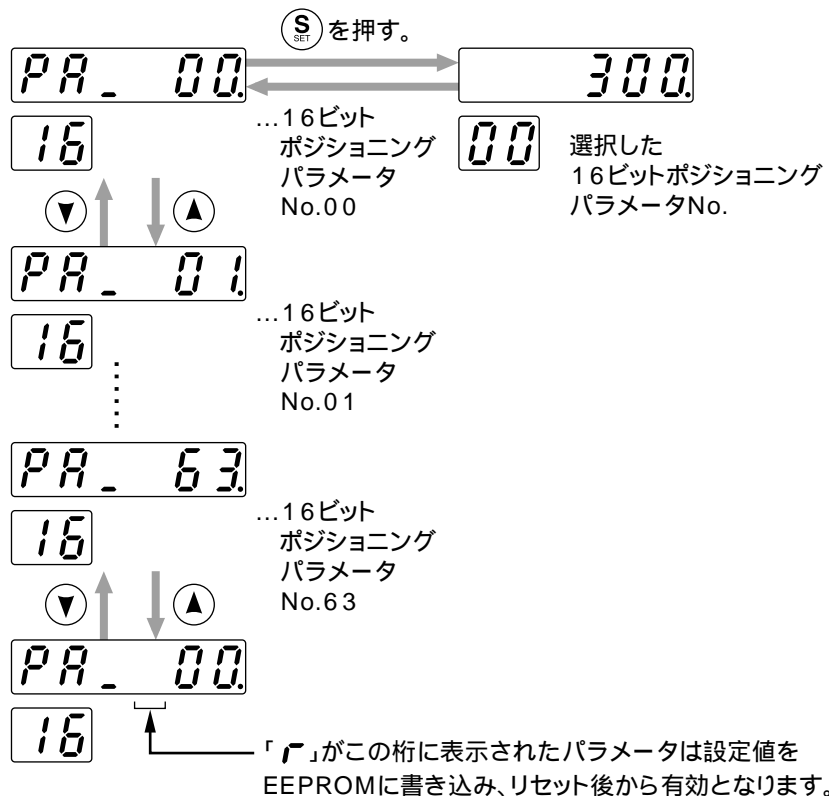 S SET を押す。
PA_ 00.
300.
16
...16ビット
ポジショニング
パラメータ
No.00
00
選択した
16ビットポジショニング
パラメータNo.
PA_ 01.
16
...16ビット
ポジショニング
パラメータ
No.01
PA_ 63.
16
...16ビット
ポジショニング
パラメータ
No.63
PA_ 00.
16
「r」がこの桁に表示されたパラメータは設定値を
EEPROMに書き込み、リセット後から有効となります。